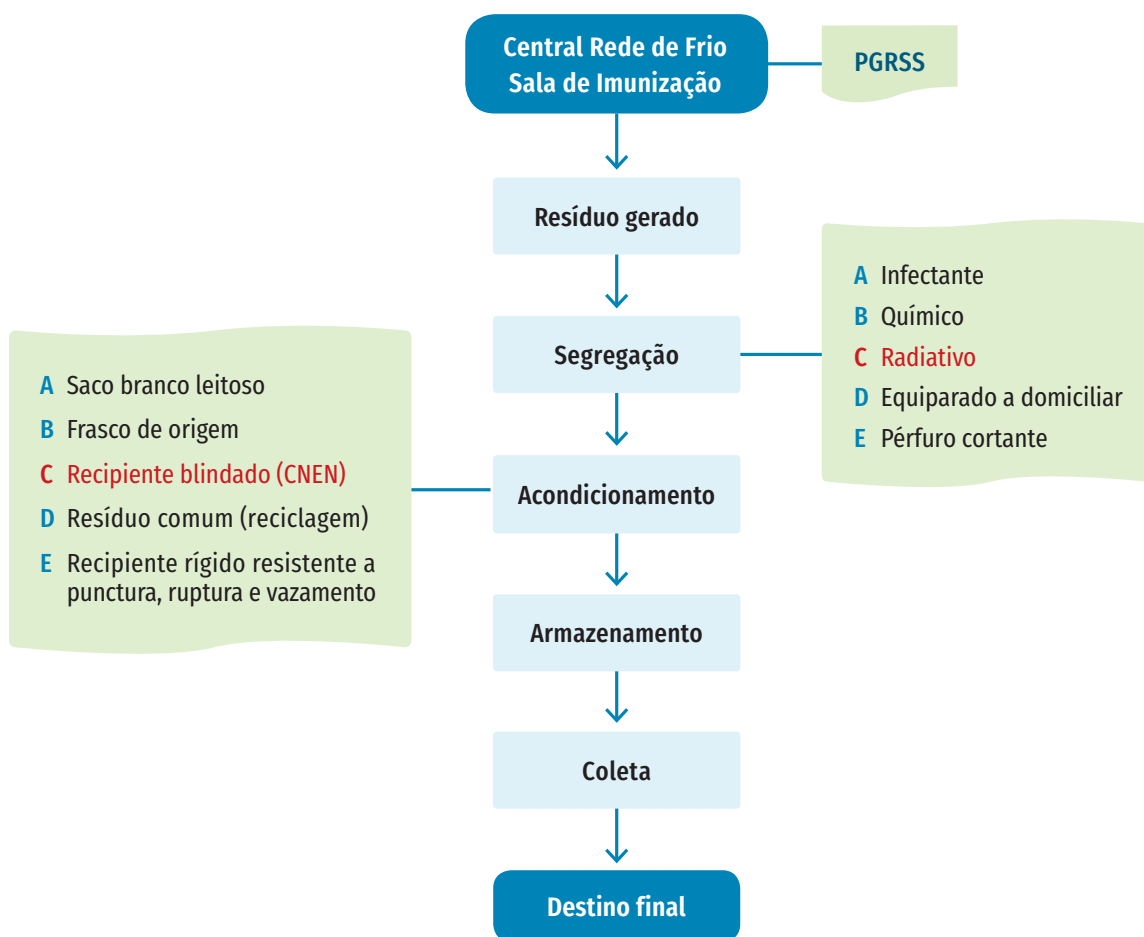 Central Rede de Frio
Sala de Imunização
PGRSS
Resíduo gerado
Segregação
A Infectante
B Químico
C Radiativo
D Equiparado a domiciliar
E Pérfuro cortante
Acondicionamento
A Saco branco leitoso
B Frasco de origem
C Recipiente blindado (CNEN)
D Resíduo comum (reciclagem)
E Recipiente rígido resistente a
punctura, ruptura e vazamento
Armazenamento
Coleta
Destino final